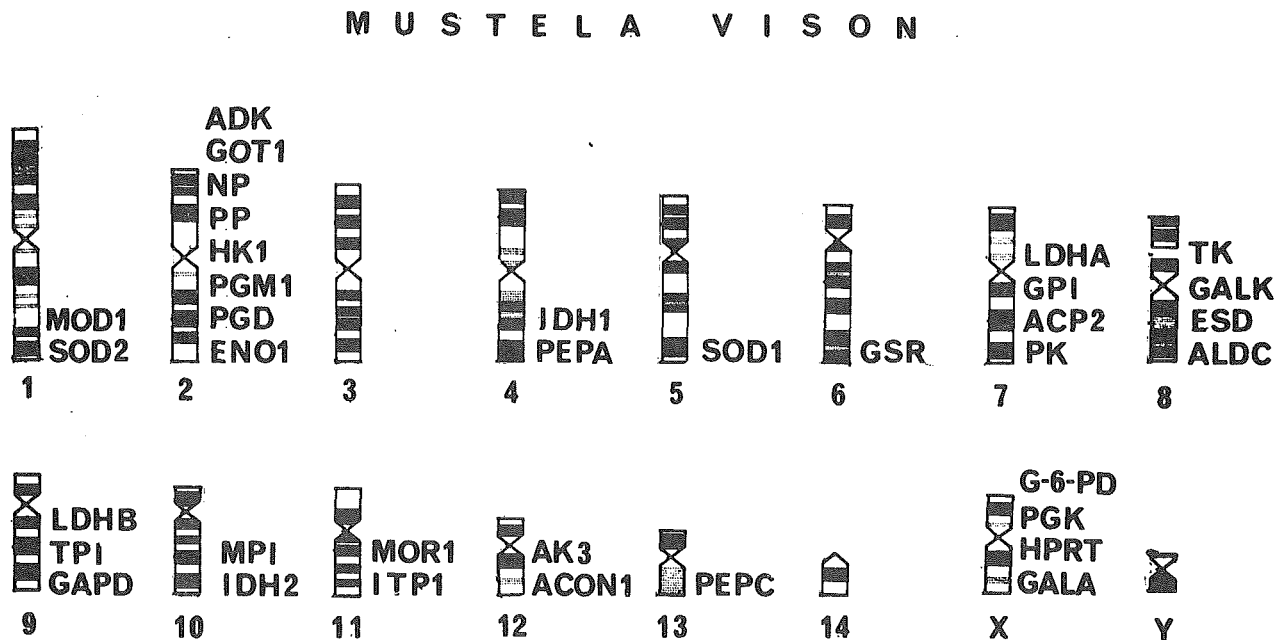 MUSTELA VISON
ADK
GOT1
NP
PP
HK1
PGM1
PGD
ENO1
MOD1
SOD2
IDH1
PEPA
SOD1
GSR
LDHA
GPI
ACP2
PK
TK
GALK
ESD
ALDC
1 2 3 4 5 6 7 8
LDHB
TPI
GAPD
MPI
IDH2
MOR1
ITP1
AK3
ACON1
PEPC
G-6-PD
PGK
HPRT
GALA
9 10 11 12 13 14 X Y